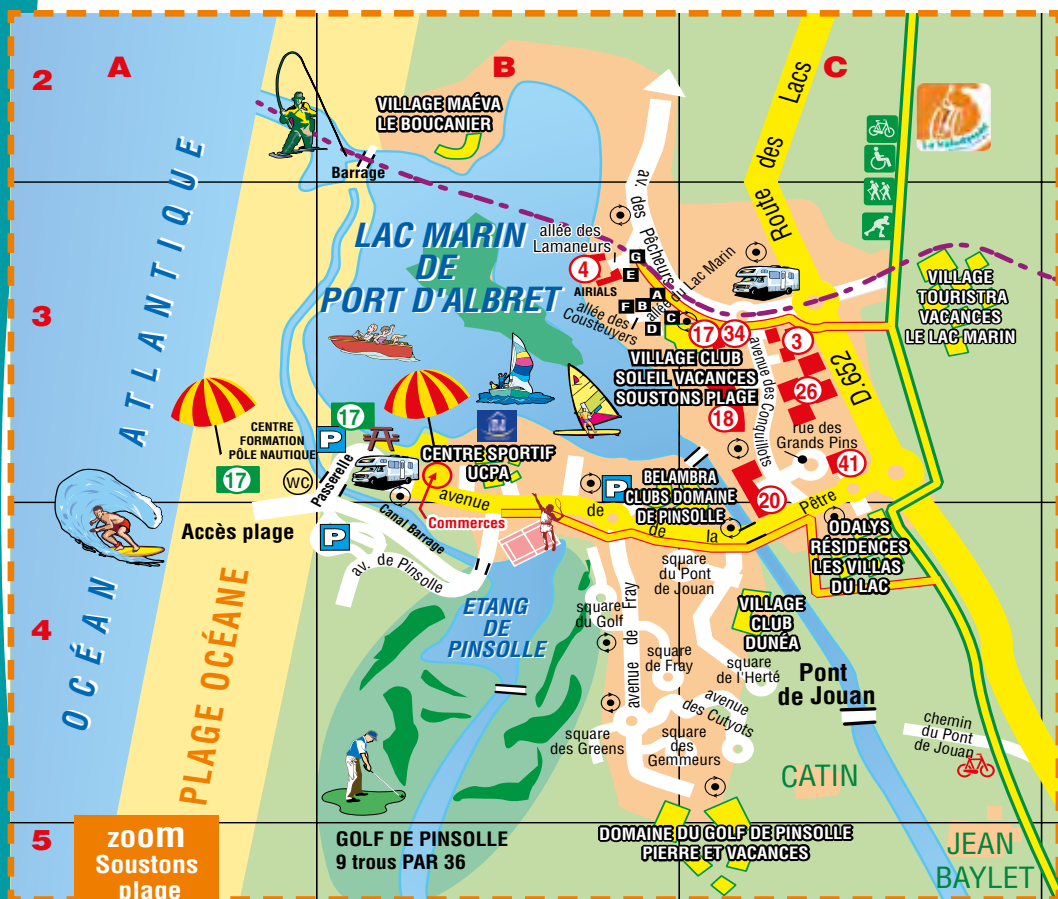 A
B
C
2
3
4
5
OCÉAN ATLANTIQUE
PLAGE OCÉANE
VILLAGE MAÉVA
LE BOUCANIER
Barrage
Route des Lacs
D.652
av. des Pêcheurs
allée des
Lamaneurs
4
AIRIALS
G
E
A
F
B
C
D
allée du Lac Marin
allée des
Cousteuyers
LAC MARIN
DE
PORT D'ALBRET
17
34
3
VILLAGE CLUB
SOLEIL VACANCES
SOUSTONS PLAGE
avenue des Conquillots
26
18
rue des
Grands Pins
41
20
VILLAGE
TOURISTRA
VACANCES
LE LAC MARIN
CENTRE
FORMATION
PÔLE NAUTIQUE
17
WC
17
P
Passerelle
CENTRE SPORTIF
UCPA
P
BELAMBRA
CLUBS DOMAINE
DE PINSOLLE
avenue de la Pêtre
de
Commerces
Canal Barrage
Accès plage
P
av. de Pinsolle
ODALYS
RÉSIDENCES
LES VILLAS
DU LAC
square
du Pont
de Jouan
ETANG
DE
PINSOLLE
square
du Golf
avenue de Fray
square
de Fray
VILLAGE
CLUB
DUNÉA
square
de l'Herté
Pont
de Jouan
avenue
des Cutyots
square
des Greens
square
des
Gemmeurs
chemin
du Pont
de Jouan
CATIN
GOLF DE PINSOLLE
9 trous PAR 36
DOMAINE DU GOLF DE PINSOLLE
PIERRE ET VACANCES
JEAN
BAYLET
zoom
Soustons
plage